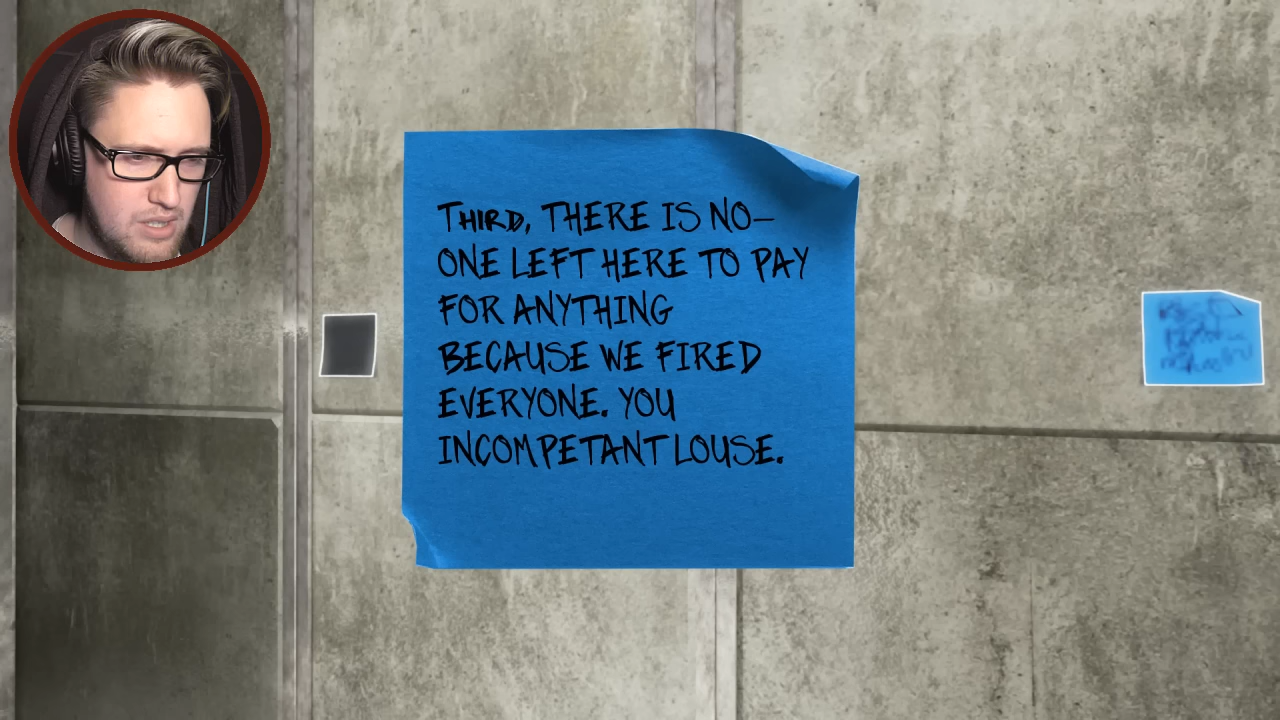 THIRD, THERE IS NO–
ONE LEFT HERE TO PAY
FOR ANYTHING
BECAUSE WE FIRED
EVERYONE. YOU
INCOMPETANT LOUSE.